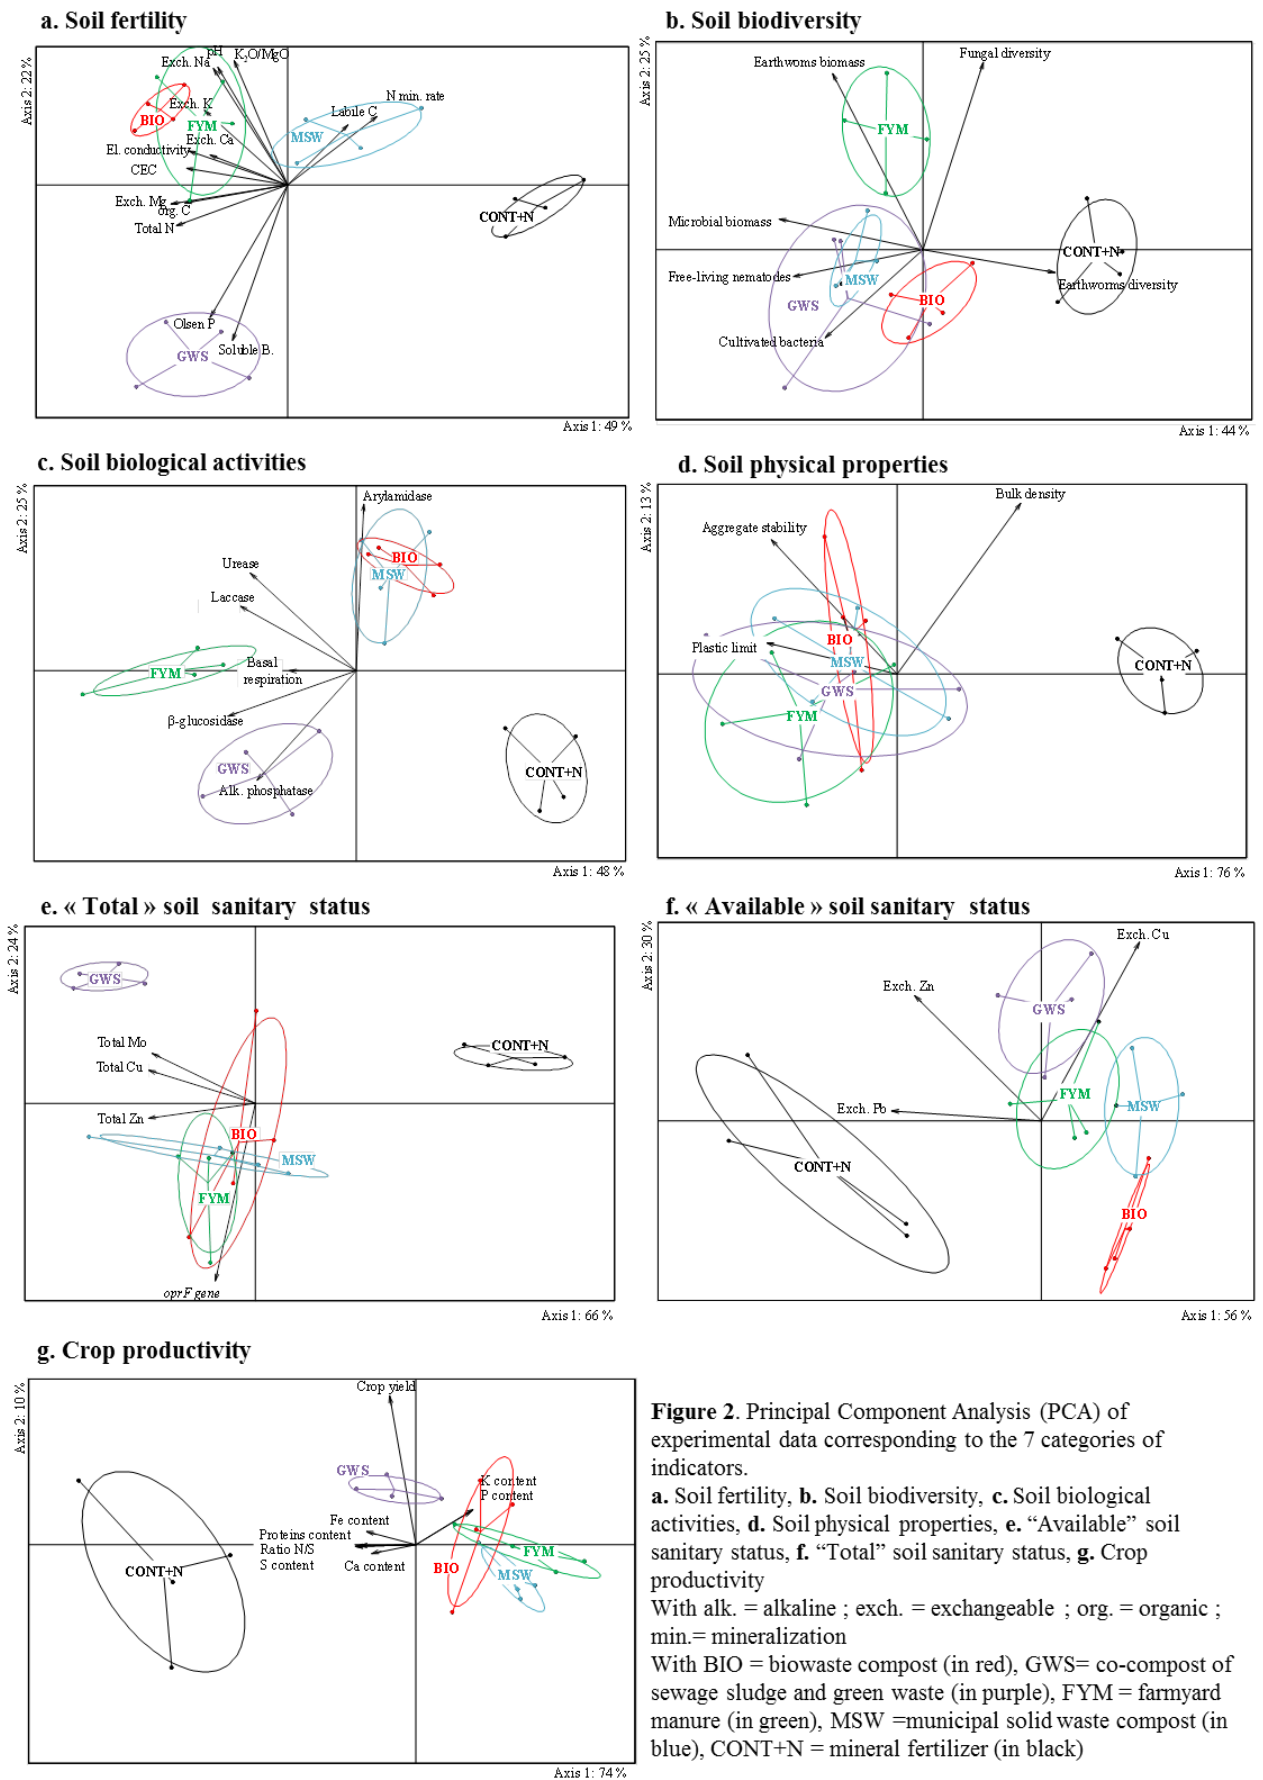 a. Soil fertility
Axis 2: 22 %
pH
K2O/MgO
Exch. Na
Exch. K
BIO
FYM
N min. rate
Labile C
MSW
Exch. Ca
El. conductivity
CEC
Exch. Mg
org. C
Total N
CONT+N
Olsen P
Soluble B.
GWS
Axis 1: 49 %
b. Soil biodiversity
Axis 2: 25 %
Earthworms biomass
Fungal diversity
FYM
Microbial biomass
CONT+N
Free-living nematodes
MSW
Earthworms diversity
GWS
BIO
Cultivated bacteria
Axis 1: 44 %
c. Soil biological activities
Axis 2: 25 %
Arylamidase
Urease
BIO
MSW
Laccase
FYM
Basal
respiration
β-glucosidase
GWS
CONT+N
Alk. phosphatase
Axis 1: 48 %
d. Soil physical properties
Axis 2: 13 %
Bulk density
Aggregate stability
Plastic limit
BIO
MSW
CONT+N
GWS
FYM
Axis 1: 76 %
e. « Total » soil sanitary status
Axis 2: 24 %
GWS
Total Mo
CONT+N
Total Cu
Total Zn
BIO
MSW
FYM
oprF gene
Axis 1: 66 %
f. « Available » soil sanitary status
Axis 2: 30 %
Exch. Cu
Exch. Zn
GWS
FYM
Exch. Pb
MSW
CONT+N
BIO
Axis 1: 56 %
g. Crop productivity
Axis 2: 10 %
Crop yield
GWS
K content
P content
Fe content
Proteins content
Ratio N/S
S content
Ca content
FYM
BIO
MSW
CONT+N
Axis 1: 74 %
Figure 2. Principal Component Analysis (PCA) of
experimental data corresponding to the 7 categories of
indicators.
a. Soil fertility, b. Soil biodiversity, c. Soil biological
activities, d. Soil physical properties, e. “Available” soil
sanitary status, f. “Total” soil sanitary status, g. Crop
productivity
With alk. = alkaline ; exch. = exchangeable ; org. = organic ;
min.= mineralization
With BIO = biowaste compost (in red), GWS= co-compost of
sewage sludge and green waste (in purple), FYM = farmyard
manure (in green), MSW =municipal solid waste compost (in
blue), CONT+N = mineral fertilizer (in black)